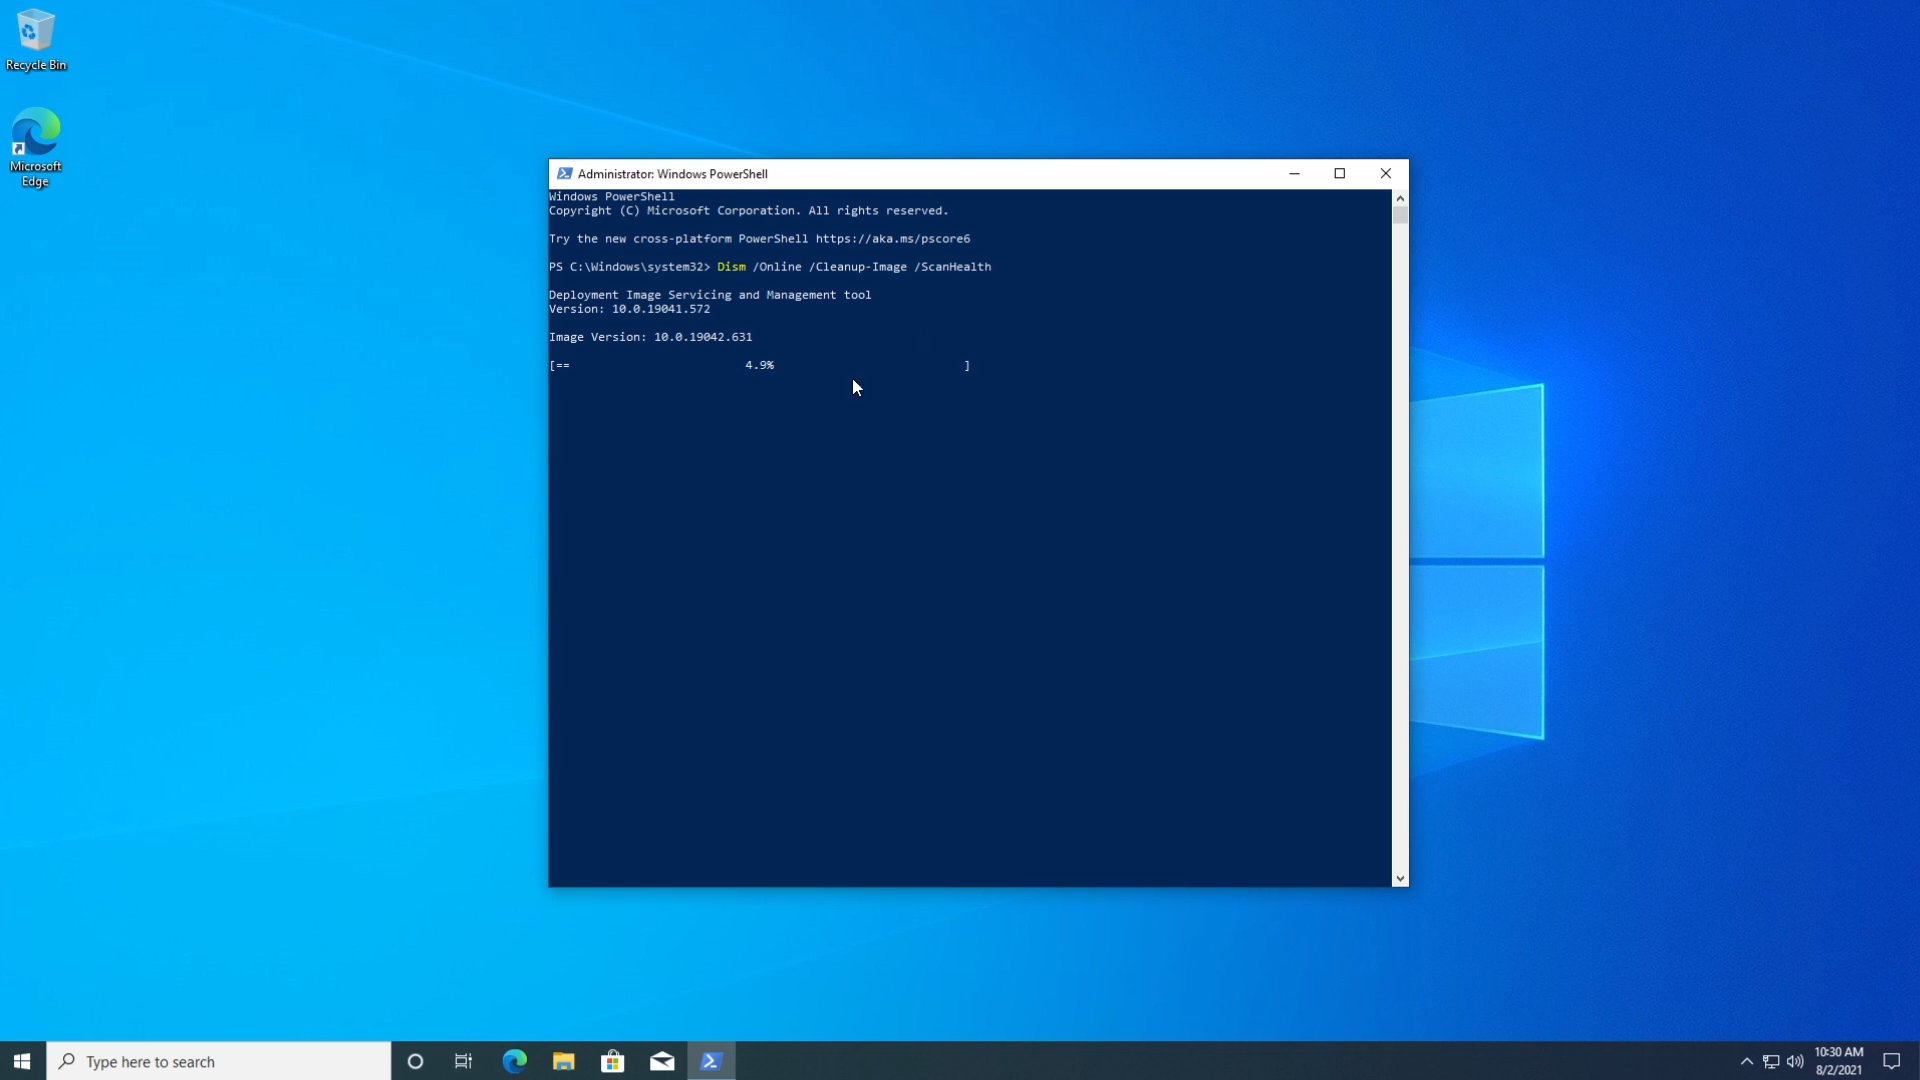 Recycle Bin
Microsoft
Edge
Administrator: Windows PowerShell
Windows PowerShell
Copyright (C) Microsoft Corporation. All rights reserved.
Try the new cross-platform PowerShell https://aka.ms/pscore6
PS C:\Windows\system32> Dism /Online /Cleanup-Image /ScanHealth
Deployment Image Servicing and Management tool
Version: 10.0.19041.572
Image Version: 10.0.19042.631
[==                         4.9%                           ]
Type here to search
10:30 AM
8/2/2021